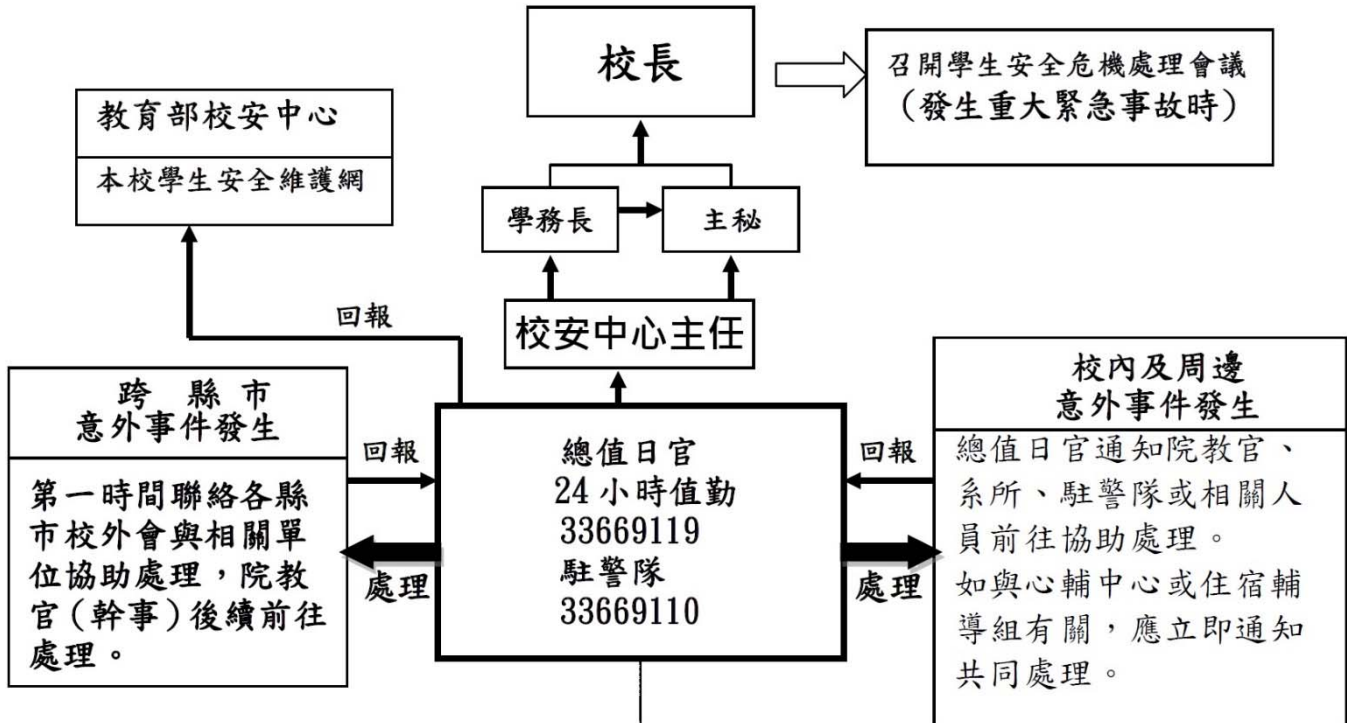 校長
召開學生安全危機處理會議
（發生重大緊急事故時）
教育部校安中心
本校學生安全維護網
學務長
主秘
校安中心主任
回報
跨 縣 市
意外事件發生
第一時間聯絡各縣
市校外會與相關單
位協助處理，院教
官（幹事）後續前往
處理。
回報
處理
總值日官
24 小時值勤
33669119
駐警隊
33669110
回報
處理
校內及周邊
意外事件發生
總值日官通知院教官、
系所、駐警隊或相關人
員前往協助處理。
如與心輔中心或住宿輔
導組有關，應立即通知
共同處理。